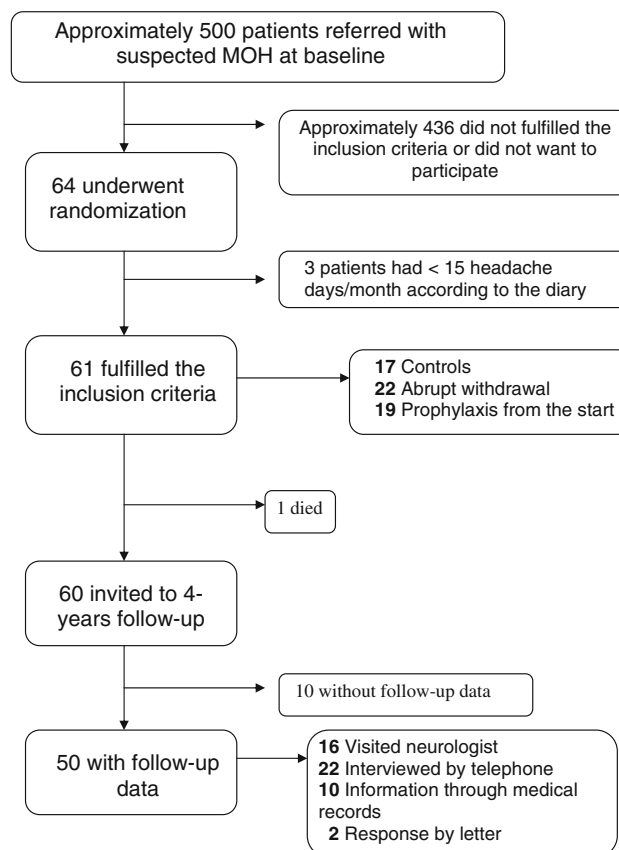 Approximately 500 patients referred with
suspected MOH at baseline
Approximately 436 did not fulfilled the
inclusion criteria or did not want to
participate
64 underwent
randomization
3 patients had < 15 headache
days/month according to the diary
61 fulfilled the
inclusion criteria
17 Controls
22 Abrupt withdrawal
19 Prophylaxis from the start
1 died
60 invited to 4-
years follow-up
10 without follow-up data
50 with follow-up
data
16 Visited neurologist
22 Interviewed by telephone
10 Information through medical
records
2 Response by letter